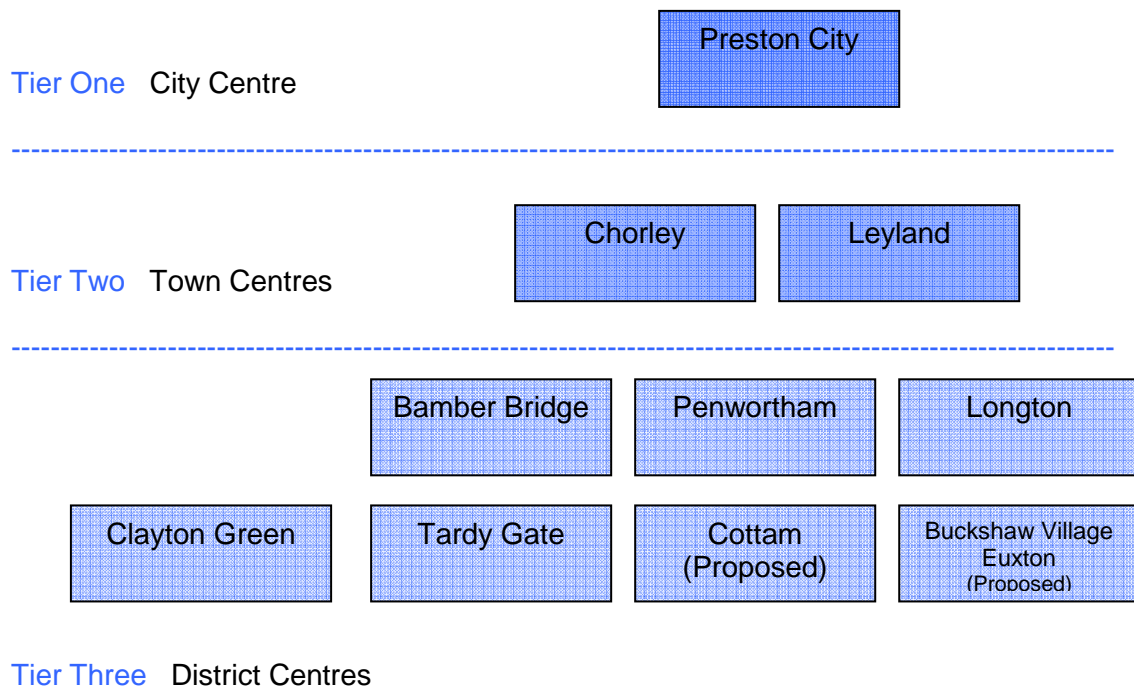 Preston City
Tier One City Centre
Chorley Leyland
Tier Two Town Centres
Bamber Bridge Penwortham Longton
Clayton Green Tardy Gate Cottam Buckshaw Village
(Proposed) Euxton
(Proposed)
Tier Three District Centres